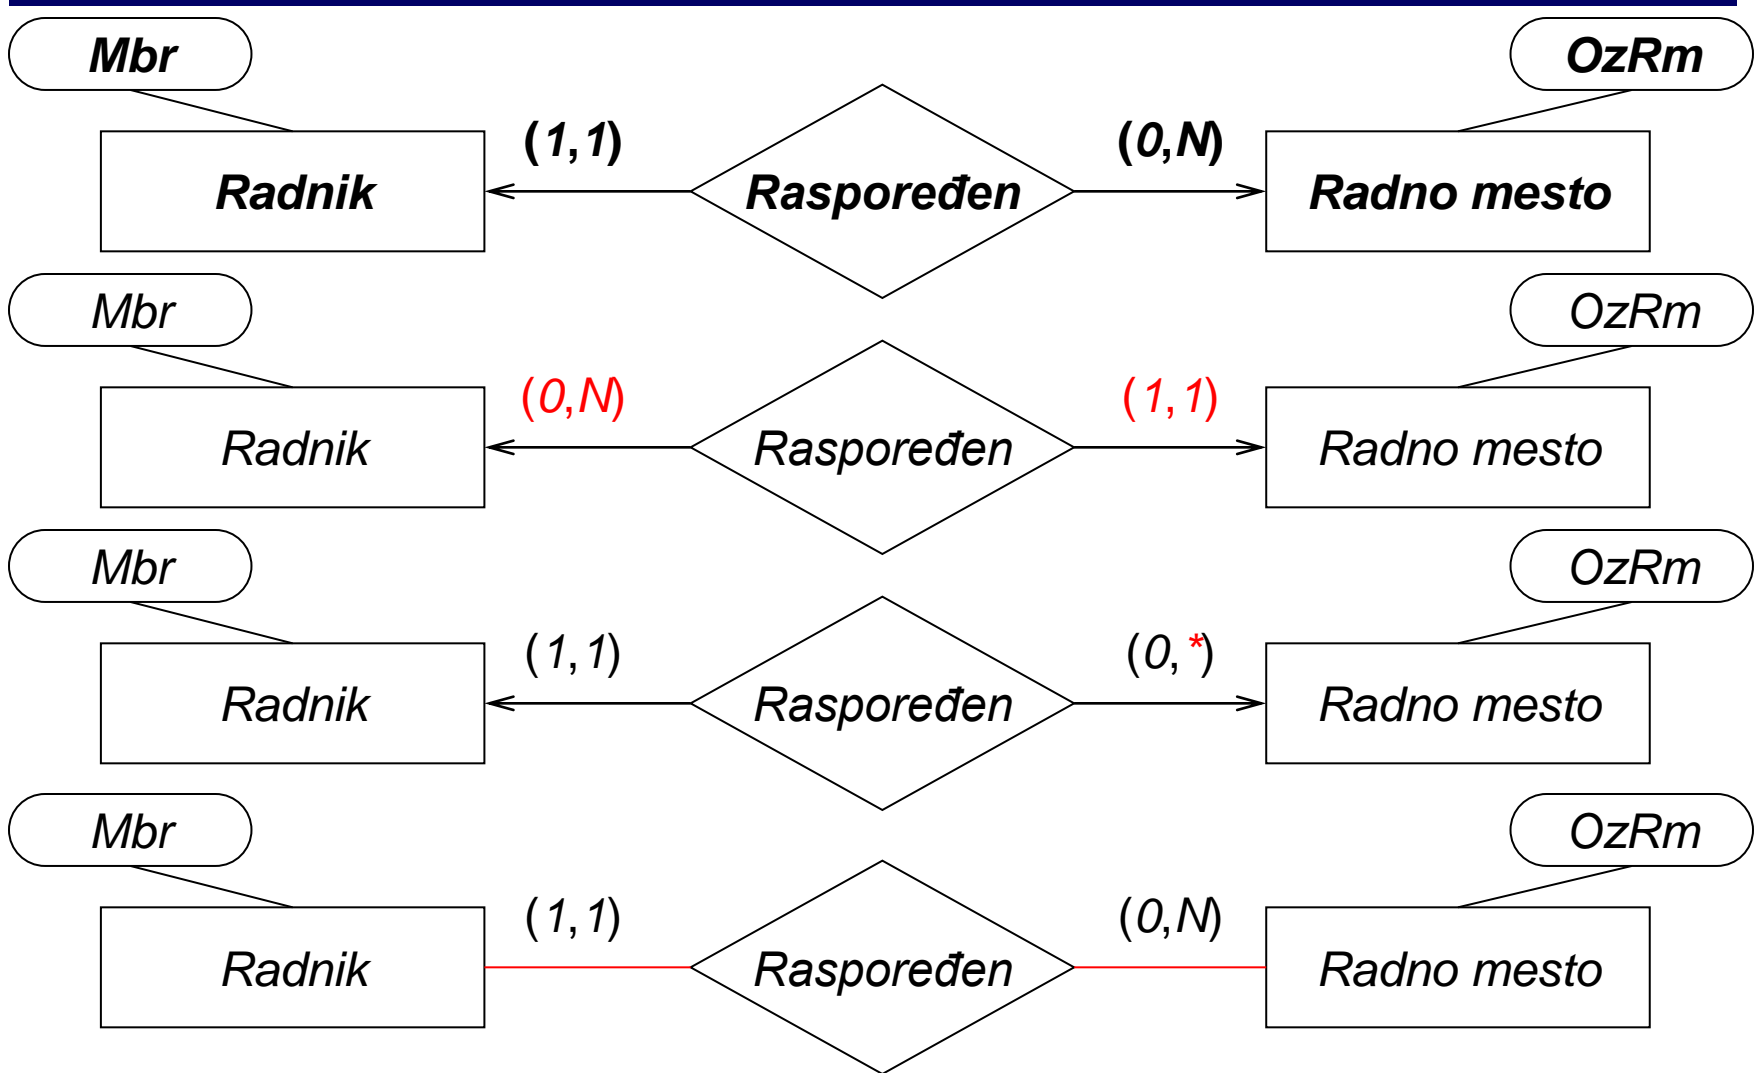 Mbr OzRm
(1,1) (0,N)
Radnik Raspoređen Radno mesto
Mbr OzRm
(0,N) (1,1)
Radnik Raspoređen Radno mesto
Mbr OzRm
(1,1) (0,*)
Radnik Raspoređen Radno mesto
Mbr OzRm
(1,1) (0,N)
Radnik Raspoređen Radno mesto